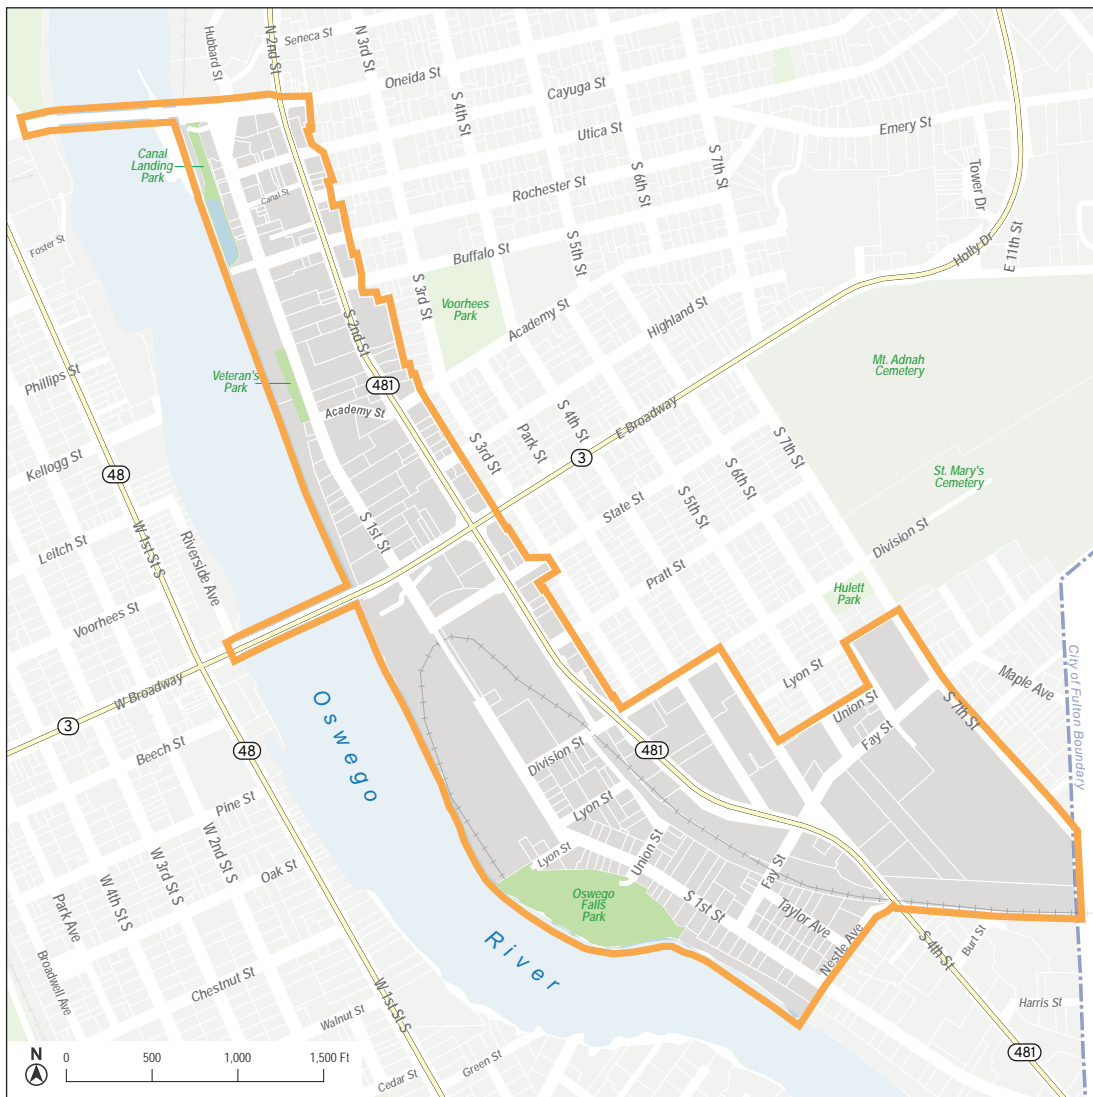 Hubbard St
N 2nd St
Seneca St
N 3rd St
Oneida St
S 4th St
Cayuga St
Utica St
Emery St
S 7th St
Canal
Landing
Park
Rochester St
S 6th St
Tower Dr
Canal St
Foster St
Buffalo St
S 5th St
Holly Dr
E 11th St
S 3rd St
Voorhees
Park
Academy St
Highland St
S 2nd St
Mt. Adnah
Cemetery
Phillips St
Veteran's
Park
481
Academy St
S 4th St
E Broadway
Park St
S 3rd St
S 7th St
Kellogg St
48
3
S 6th St
St. Mary's
Cemetery
S 5th St
State St
W 1st St S
S 1st St
Division St
Leitch St
Riverside Ave
Pratt St
Hulett
Park
Voorhees St
City of Fulton Boundary
Lyon St
Maple Ave
W Broadway
S 7th St
Union St
Fay St
3
Oswego
Beech St
48
481
Division St
Pine St
Lyon St
W 2nd St S
W 3rd St S
Oak St
Lyon St
Union St
Fay St
W 4th St S
Park Ave
Oswego
Falls
Park
S 1st St
Taylor Ave
Nestle Ave
S 4th St
Burt St
River
Broadwell Ave
Chestnut St
W 1st St S
Walnut St
Harris St
481
Green St
Cedar St
N
0 500 1,000 1,500 Ft